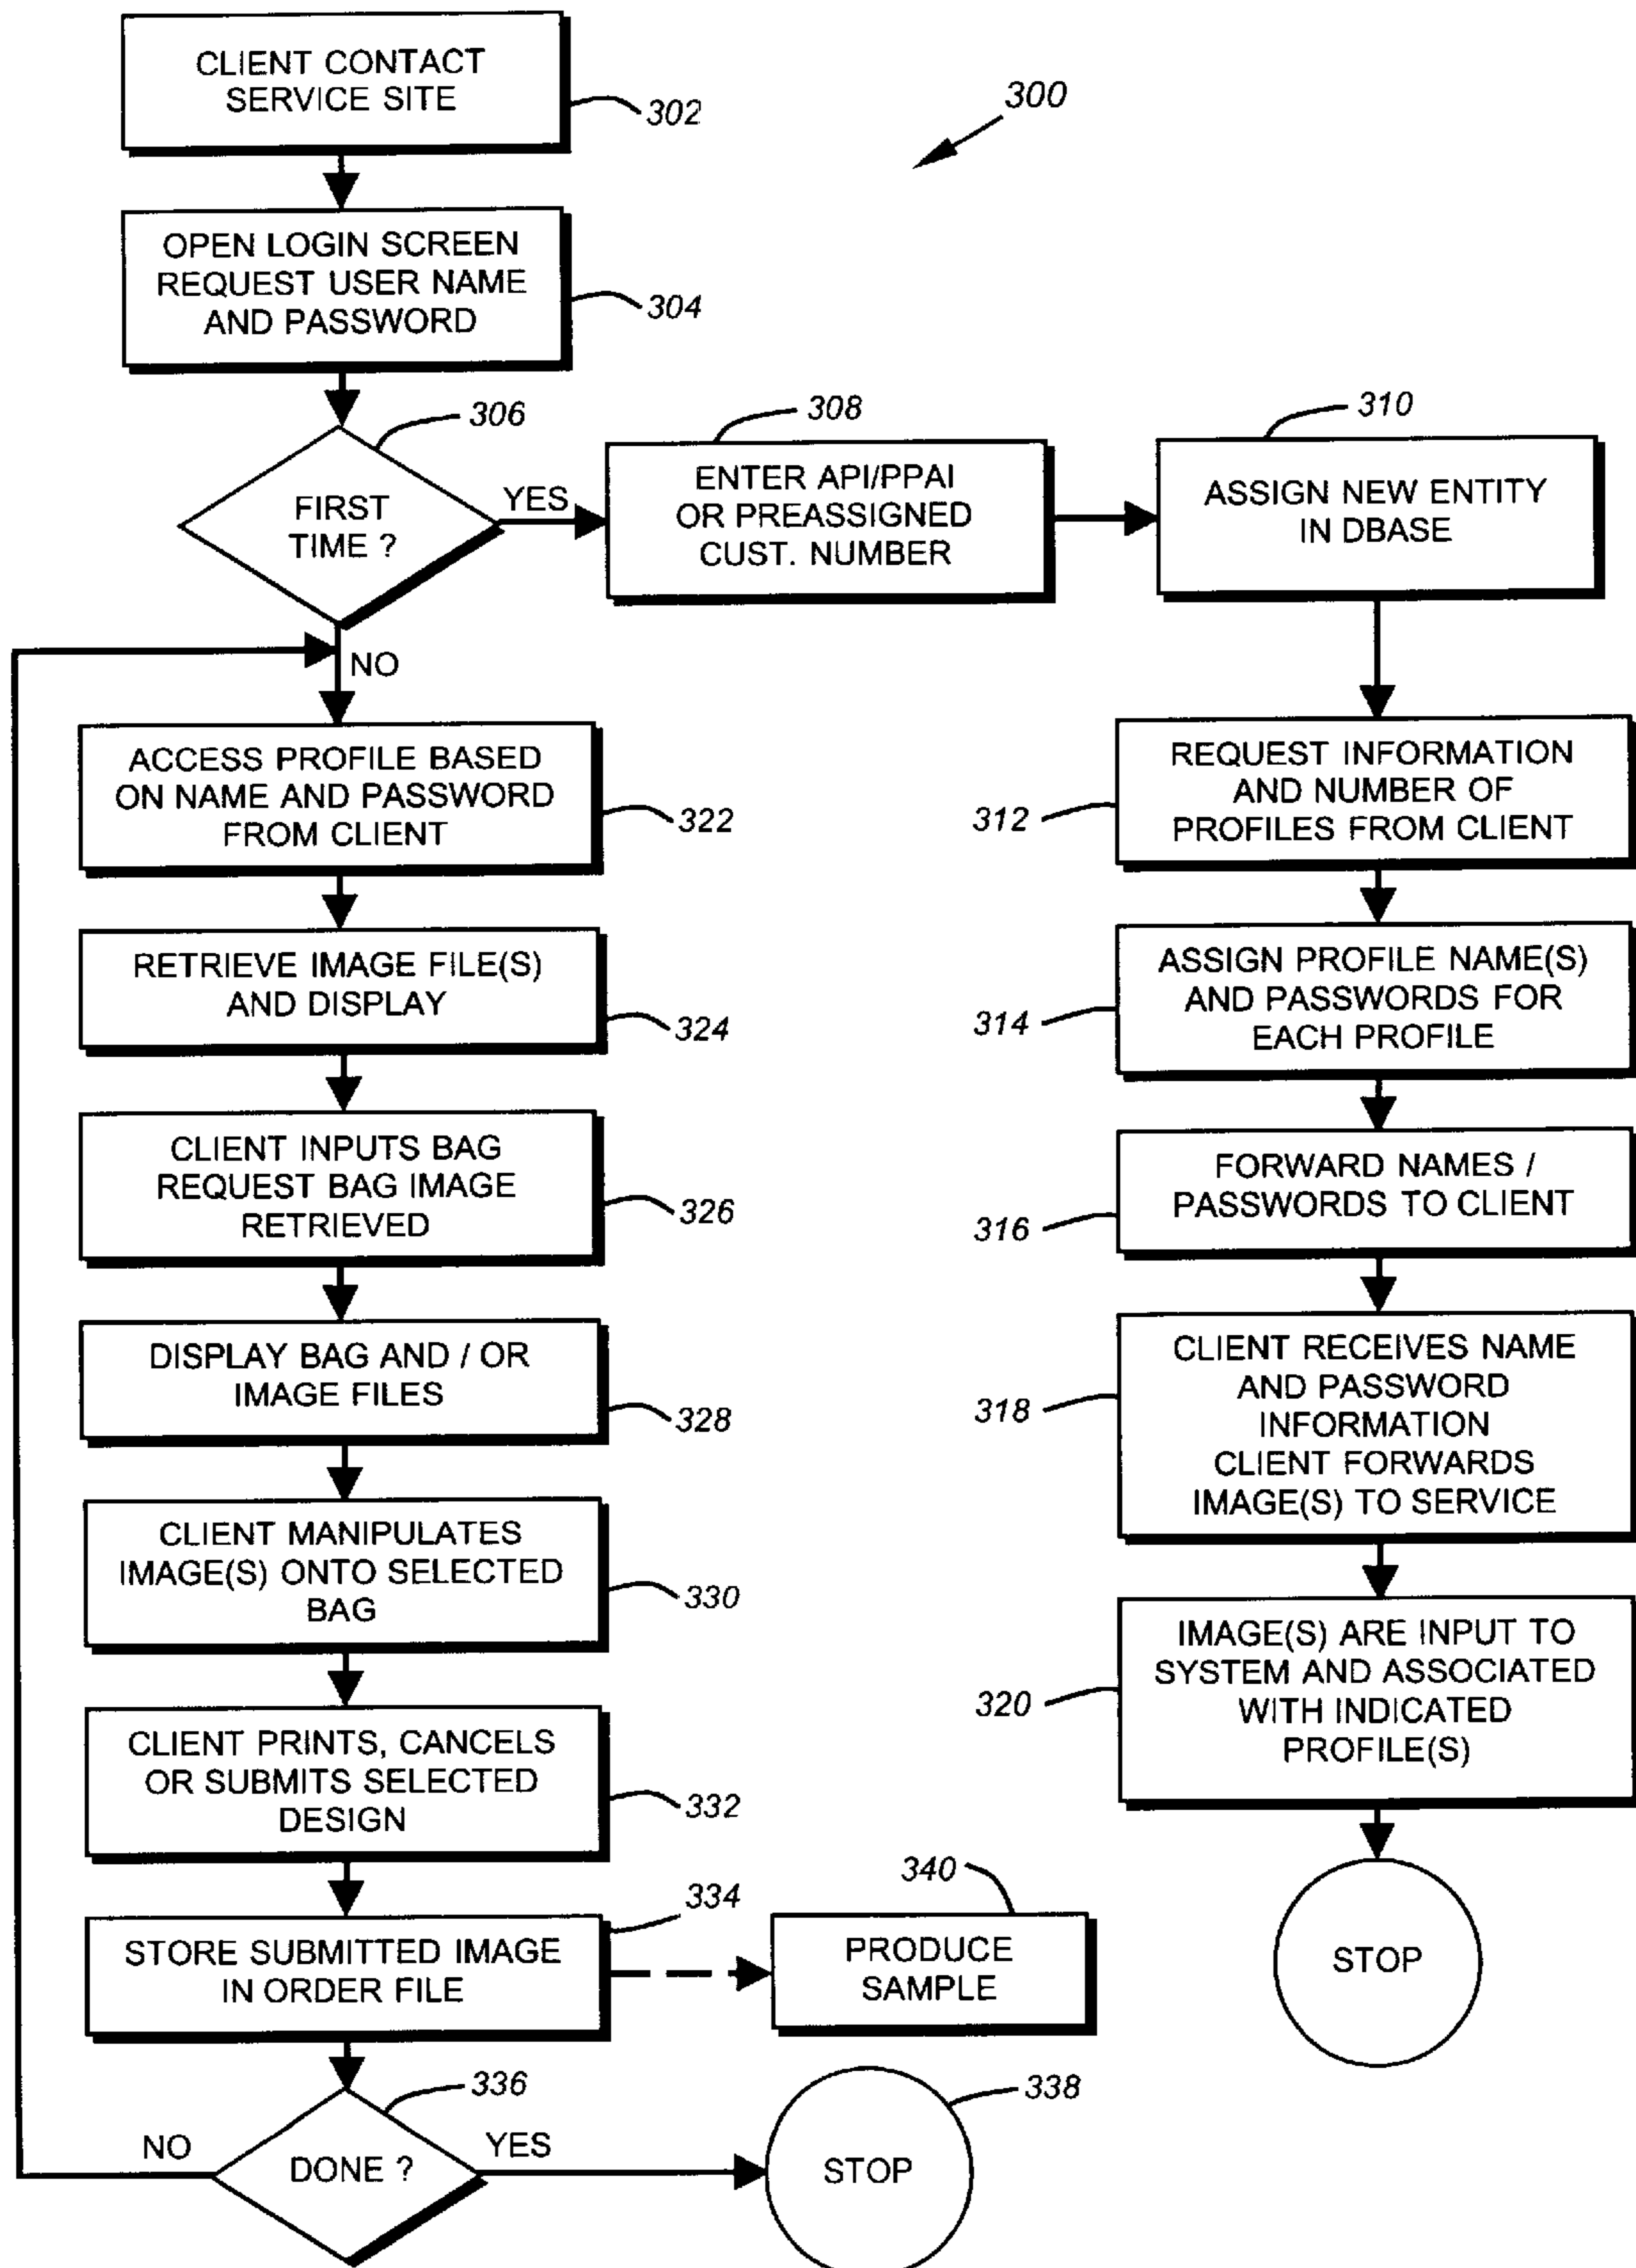 CLIENT CONTACT
SERVICE SITE
302
300
OPEN LOGIN SCREEN
REQUEST USER NAME
AND PASSWORD
304
306
FIRST
TIME ?
YES
NO
308
ENTER API/PPAI
OR PREASSIGNED
CUST. NUMBER
310
ASSIGN NEW ENTITY
IN DBASE
ACCESS PROFILE BASED
ON NAME AND PASSWORD
FROM CLIENT
322
RETRIEVE IMAGE FILE(S)
AND DISPLAY
324
CLIENT INPUTS BAG
REQUEST BAG IMAGE
RETRIEVED
326
DISPLAY BAG AND / OR
IMAGE FILES
328
CLIENT MANIPULATES
IMAGE(S) ONTO SELECTED
BAG
330
CLIENT PRINTS, CANCELS
OR SUBMITS SELECTED
DESIGN
332
334
STORE SUBMITTED IMAGE
IN ORDER FILE
340
PRODUCE
SAMPLE
336
DONE ?
NO
YES
338
STOP
REQUEST INFORMATION
AND NUMBER OF
PROFILES FROM CLIENT
312
ASSIGN PROFILE NAME(S)
AND PASSWORDS FOR
EACH PROFILE
314
FORWARD NAMES /
PASSWORDS TO CLIENT
316
CLIENT RECEIVES NAME
AND PASSWORD
INFORMATION
CLIENT FORWARDS
IMAGE(S) TO SERVICE
318
IMAGE(S) ARE INPUT TO
SYSTEM AND ASSOCIATED
WITH INDICATED
PROFILE(S)
320
STOP